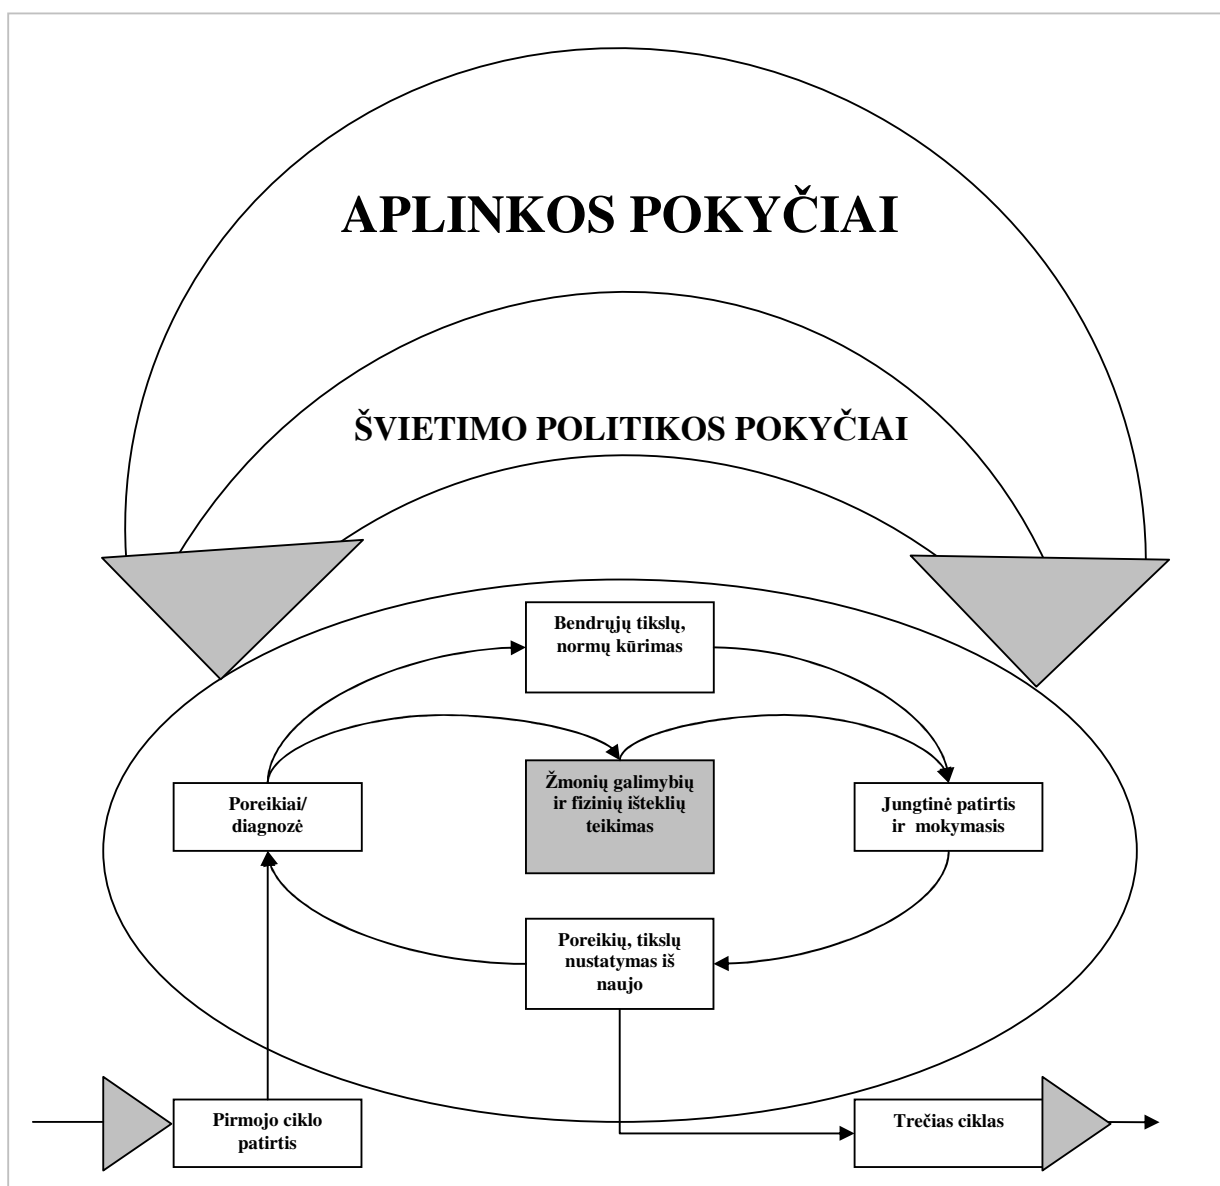 APLINKOS POKYČIAI
ŠVIETIMO POLITIKOS POKYČIAI
Bendrųjų tikslų,
normų kūrimas
Poreikiai/
diagnozė
Žmonių galimybių
ir fizinių išteklių
teikimas
Jungtinė patirtis
ir mokymasis
Poreikių, tikslų
nustatymas iš
naujo
Pirmojo ciklo
patirtis
Trečias ciklas